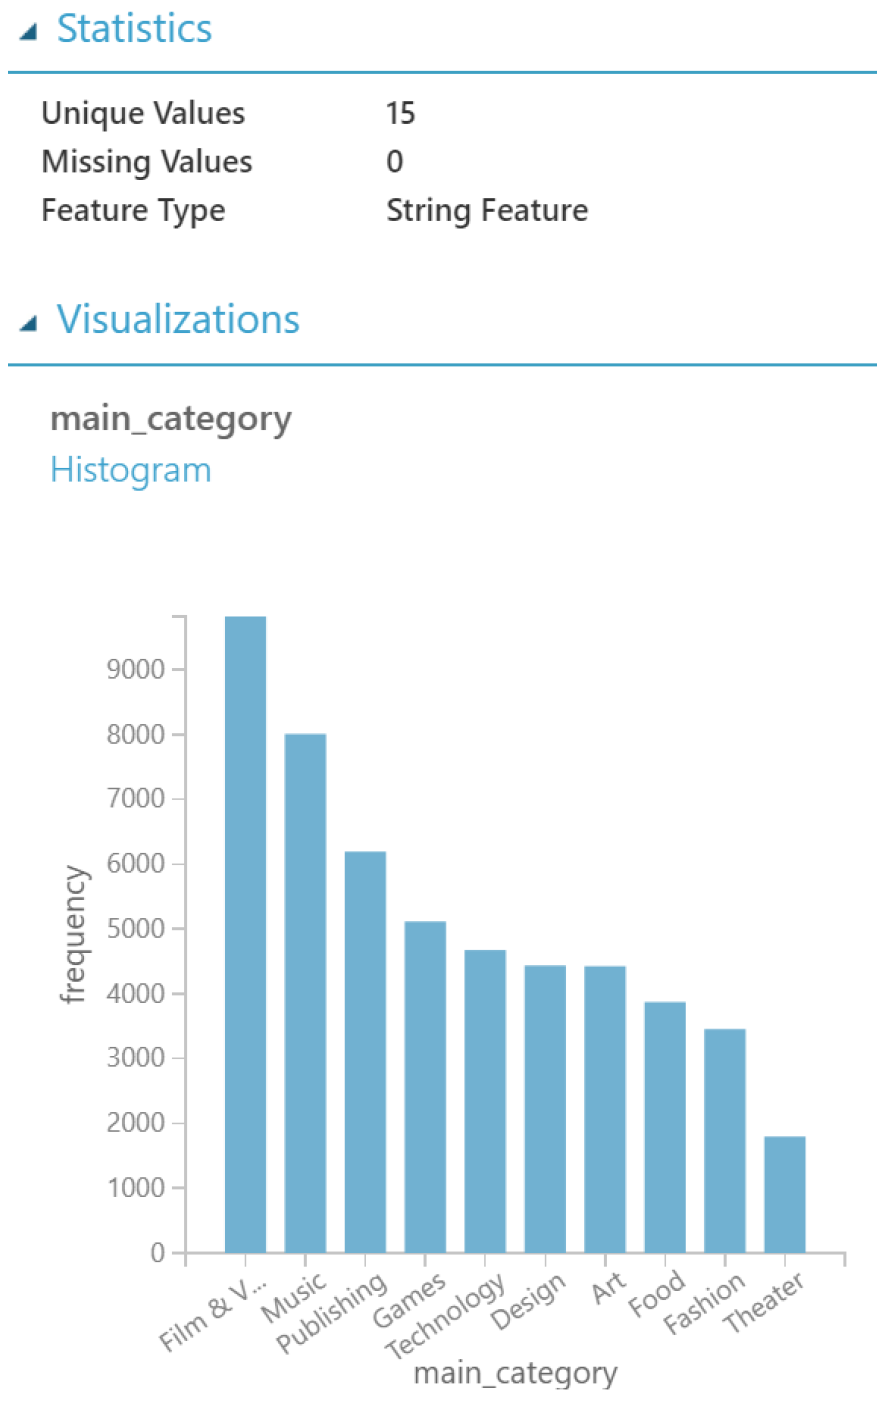 Statistics
Unique Values 15
Missing Values 0
Feature Type String Feature
Visualizations
main_category
Histogram
9000
8000
7000
6000
5000
4000
3000
2000
1000
0
frequency
Film & V...
Music
Publishing
Games
Technology
Design
Art
Food
Fashion
Theater
main_category